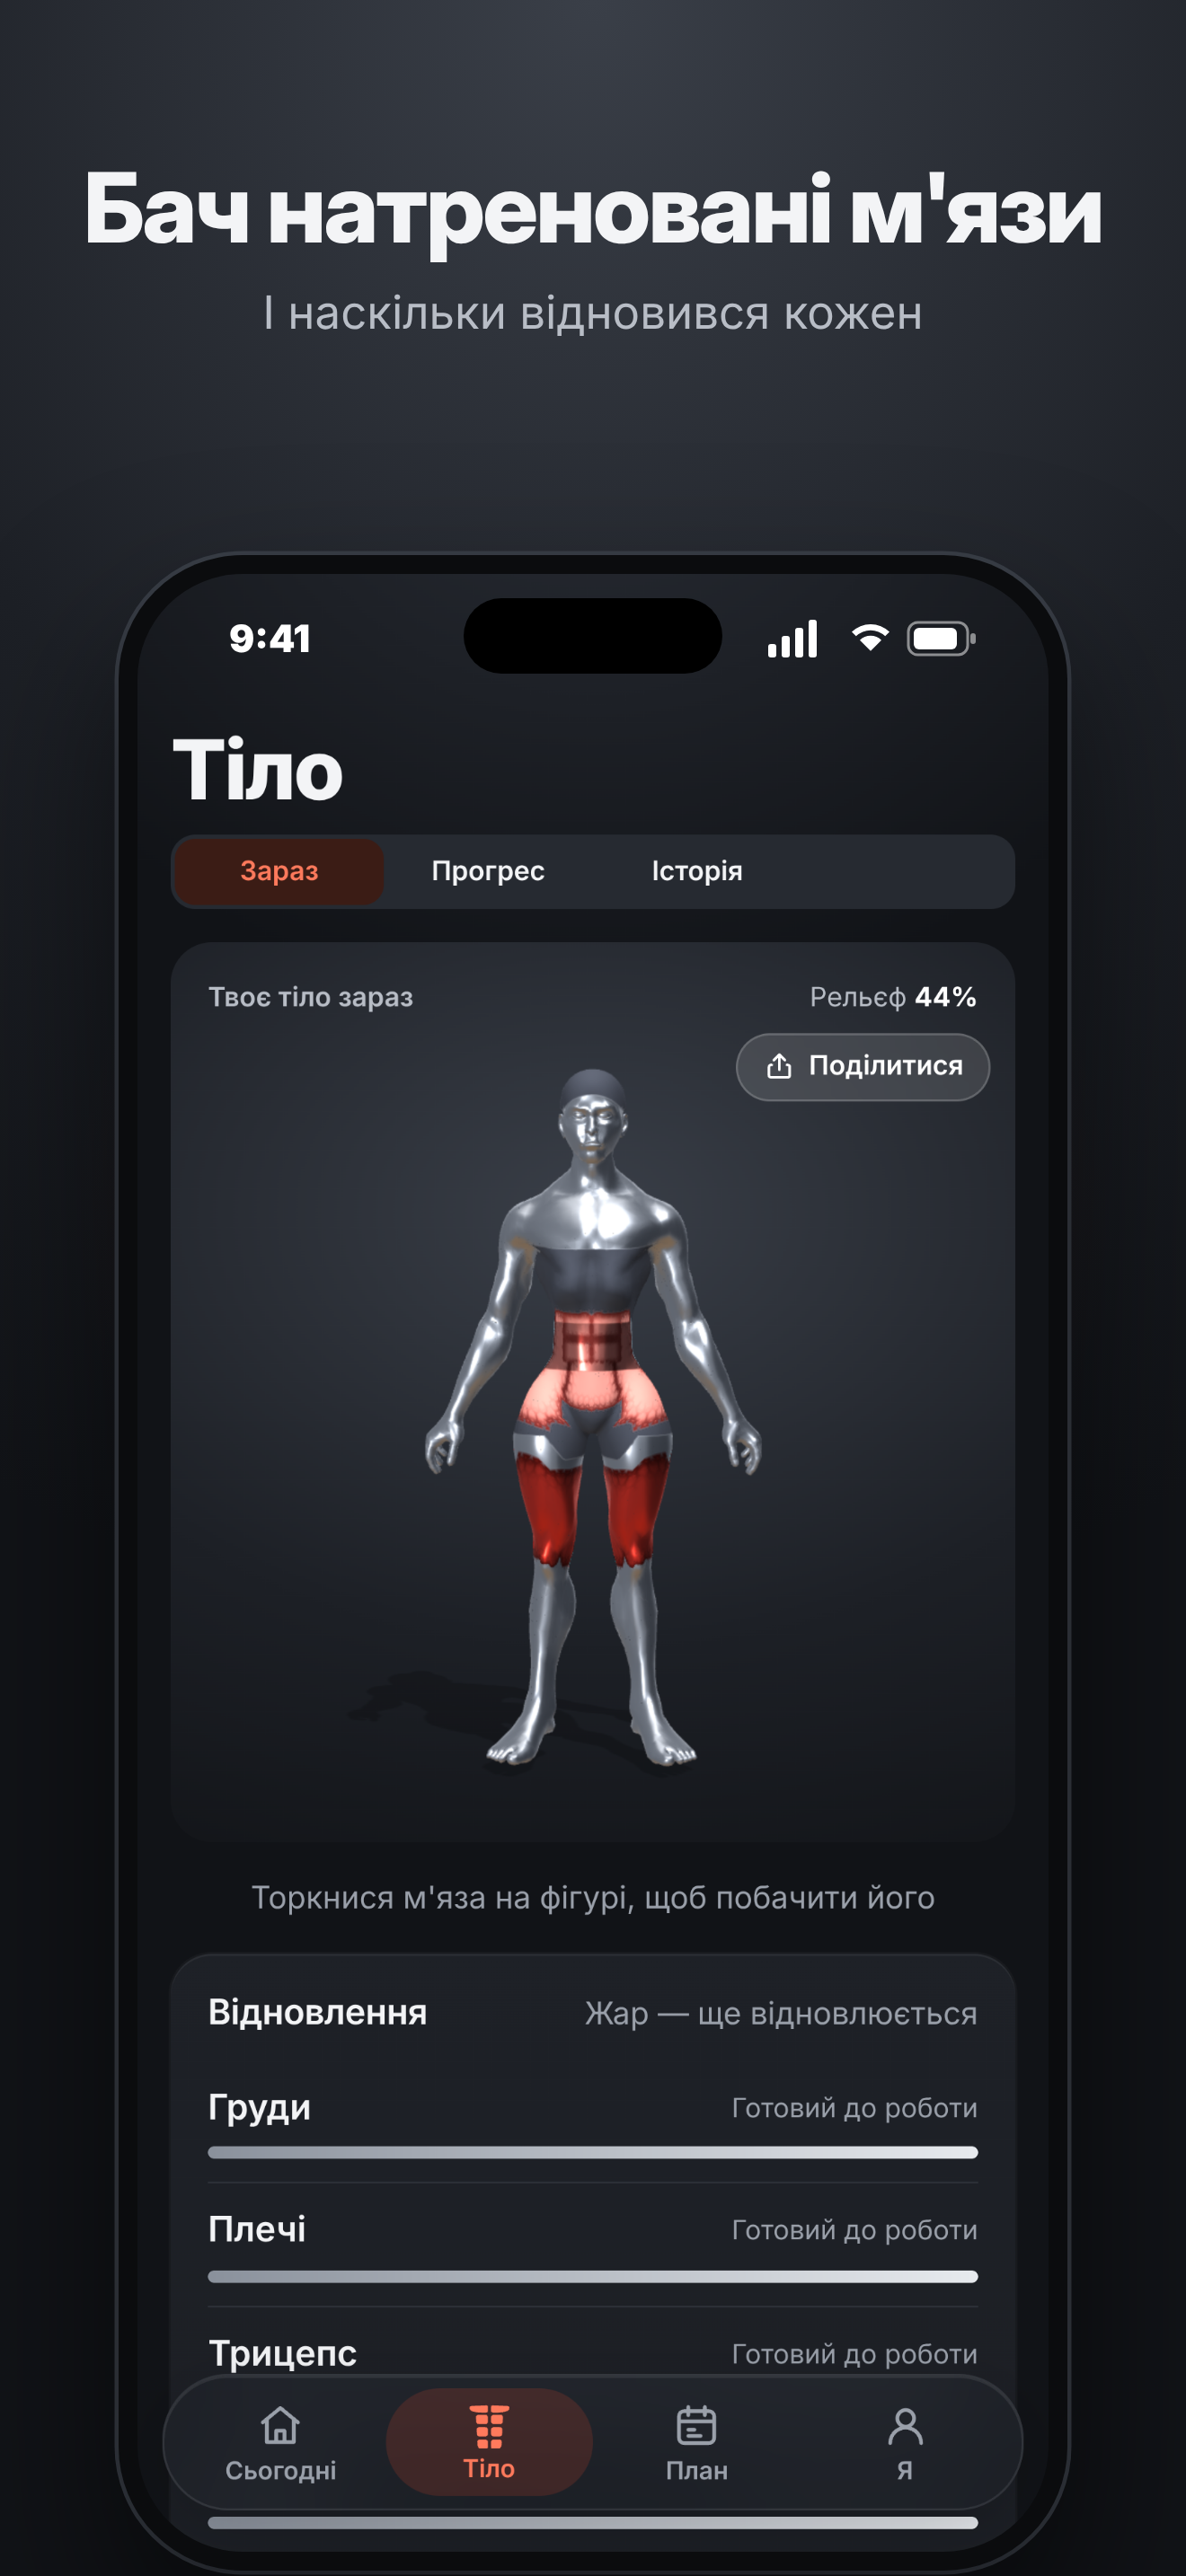 Бач натреновані м'язи
І наскільки відновився кожен
9:41
Тіло
Зараз Прогрес Історія
Твоє тіло зараз Рельєф 44%
Поділитися
Торкнися м'яза на фігурі, щоб побачити його
Відновлення Жар — ще відновлюється
Груди Готовий до роботи
Плечі Готовий до роботи
Трицепс Готовий до роботи
Сьогодні Тіло План Я